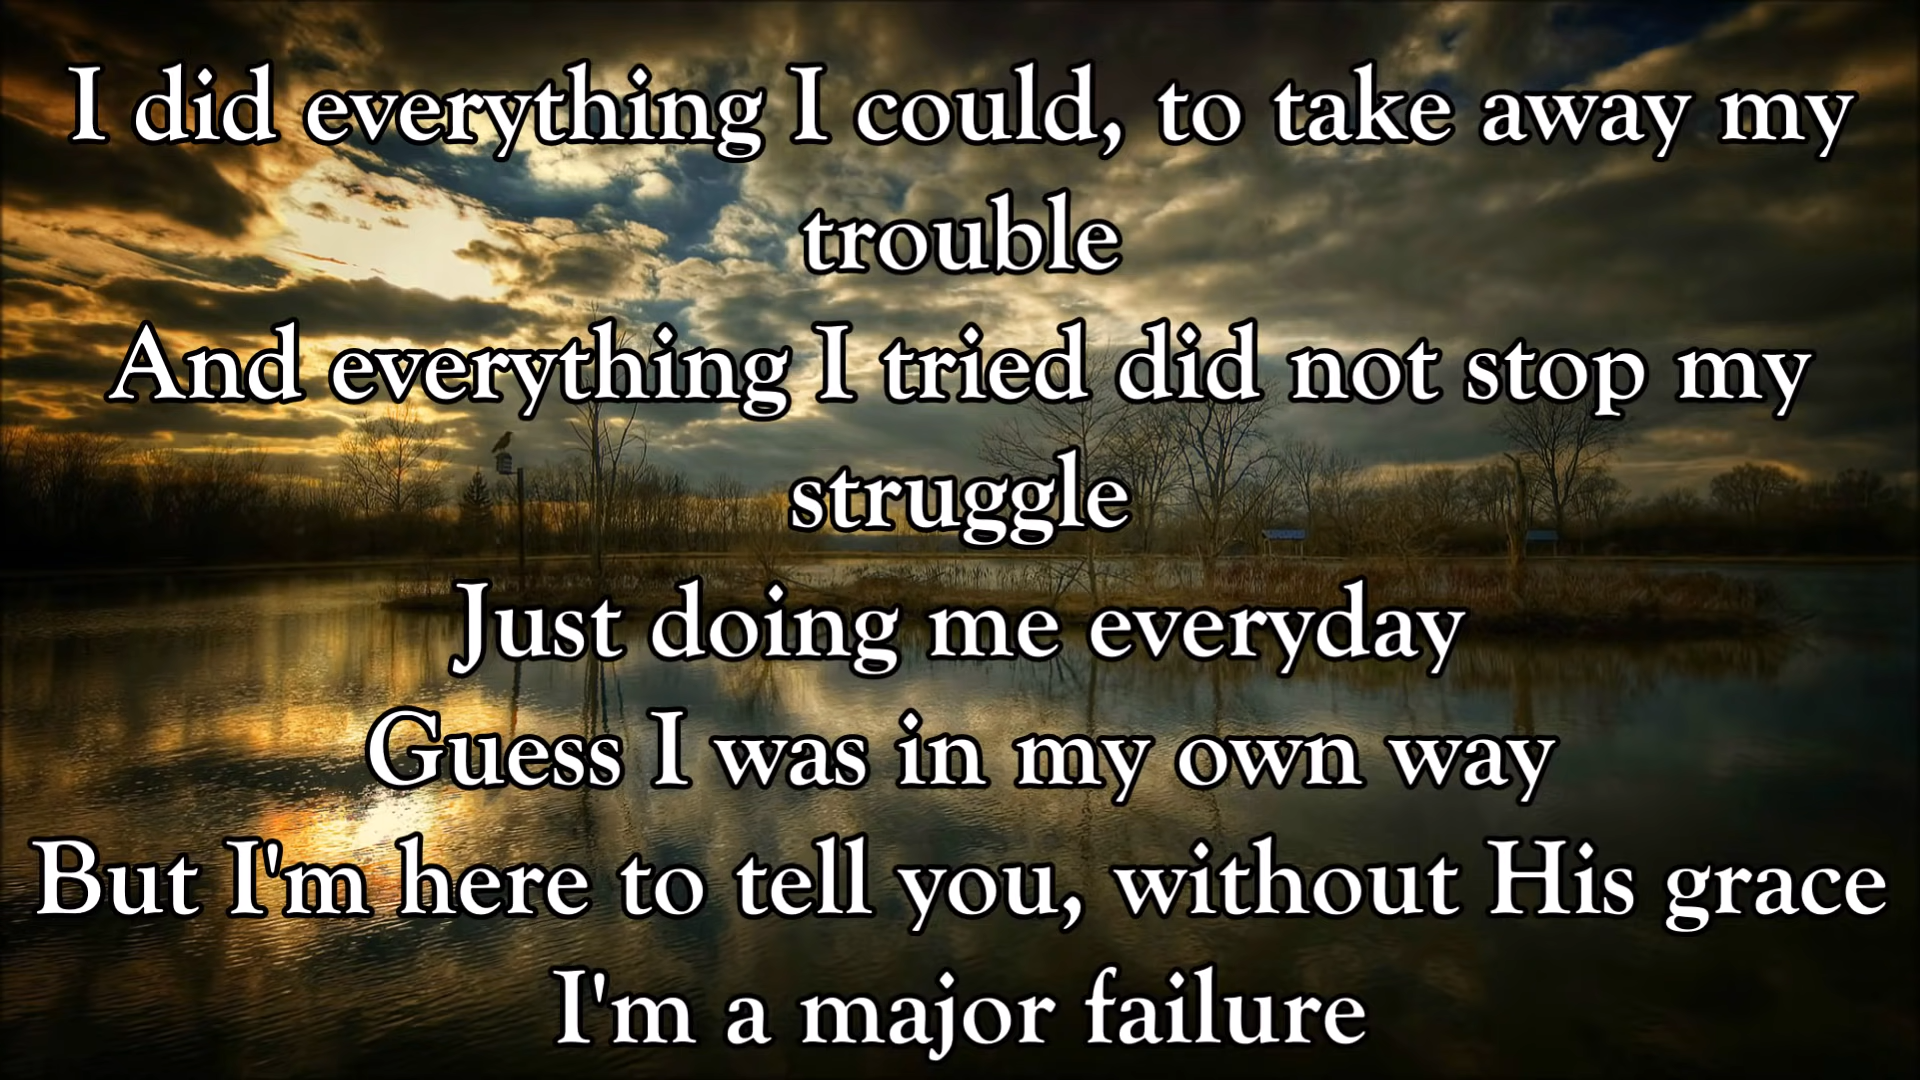 I did everything I could, to take away my
trouble
And everything I tried did not stop my
struggle
Just doing me everyday
Guess I was in my own way
But I'm here to tell you, without His grace
I'm a major failure